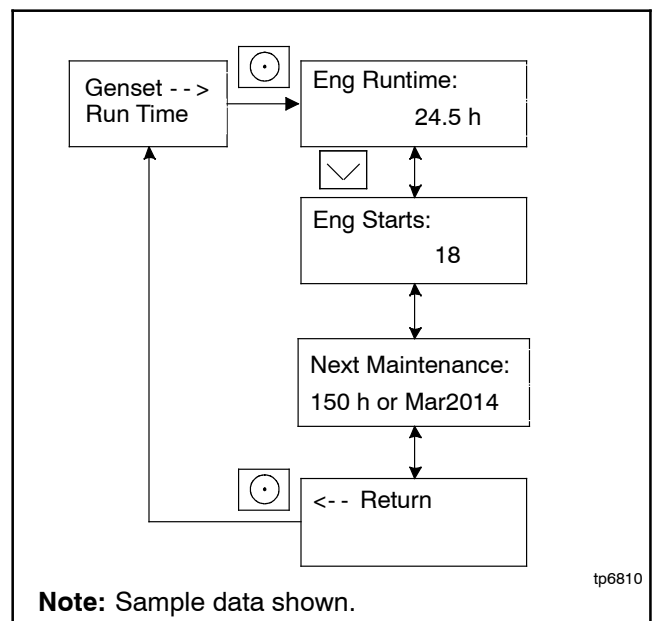 Genset - - >
Run Time
Eng Runtime:
24.5 h
Eng Starts:
18
Next Maintenance:
150 h or Mar2014
<- - Return
tp6810
Note: Sample data shown.